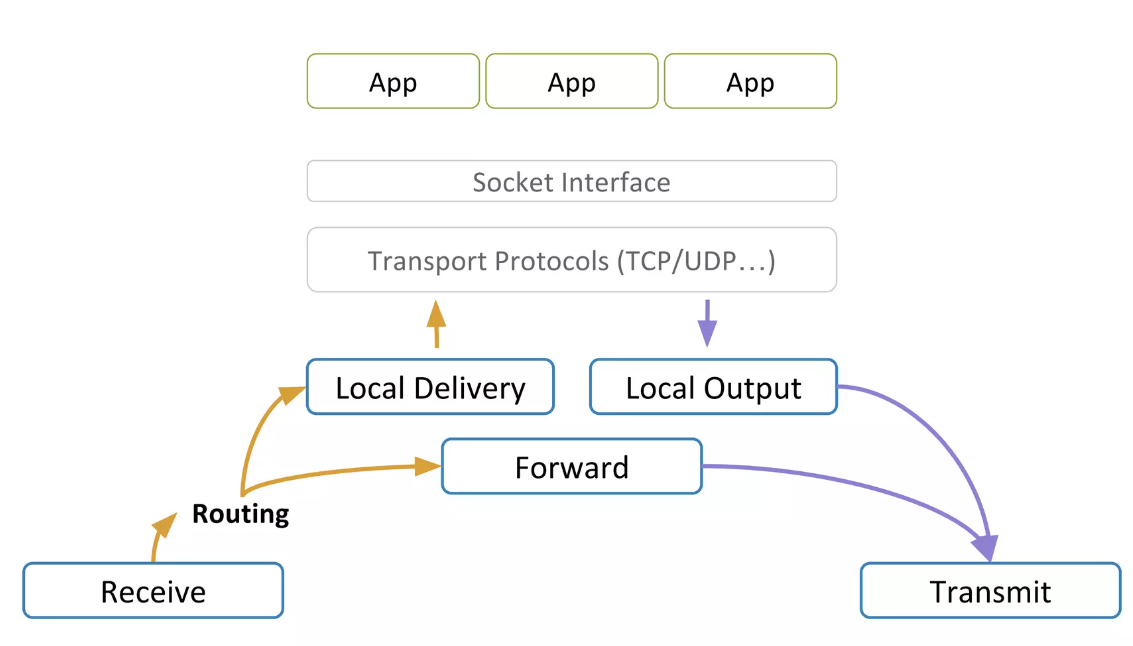 App
App
App
Socket Interface
Transport Protocols (TCP/UDP…)
Local Delivery
Local Output
Forward
Routing
Receive
Transmit